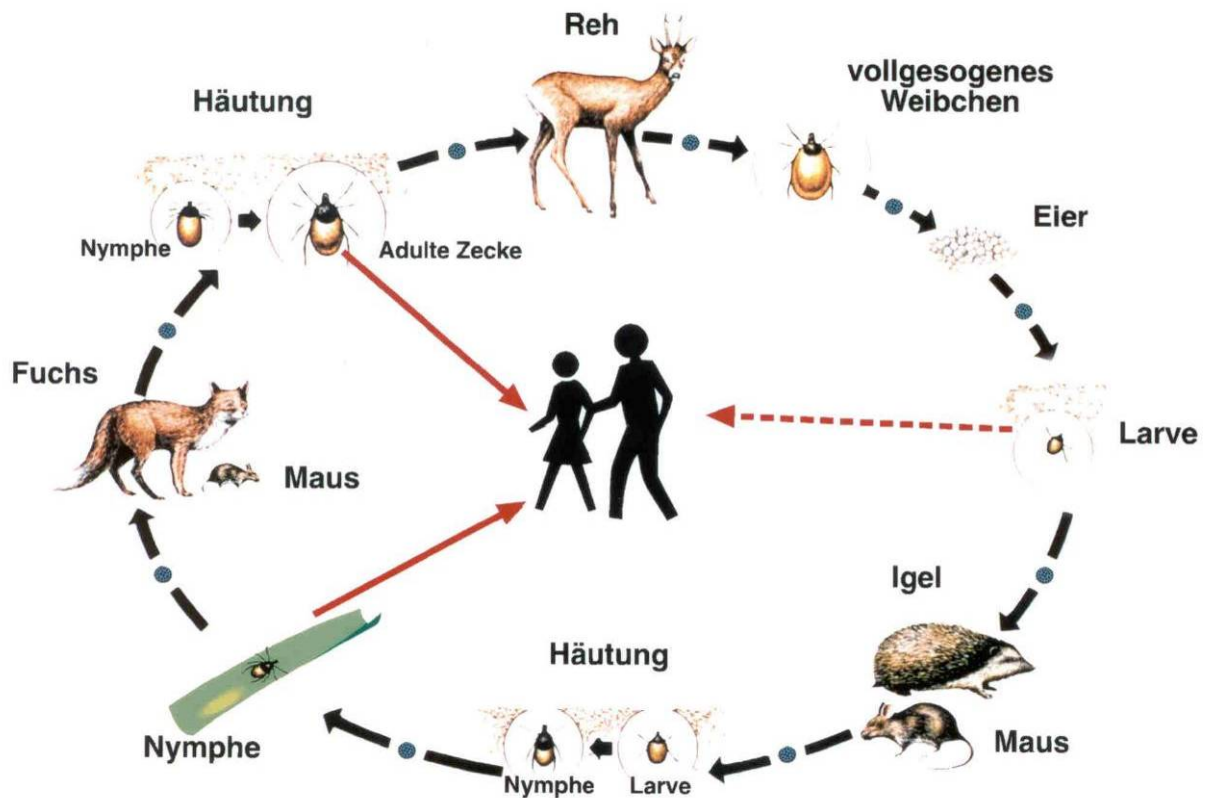 Reh
vollgesogenes
Weibchen
Häutung
Eier
Nymphe
Adulte Zecke
Fuchs
Maus
Larve
Igel
Häutung
Maus
Nymphe
Nymphe
Larve